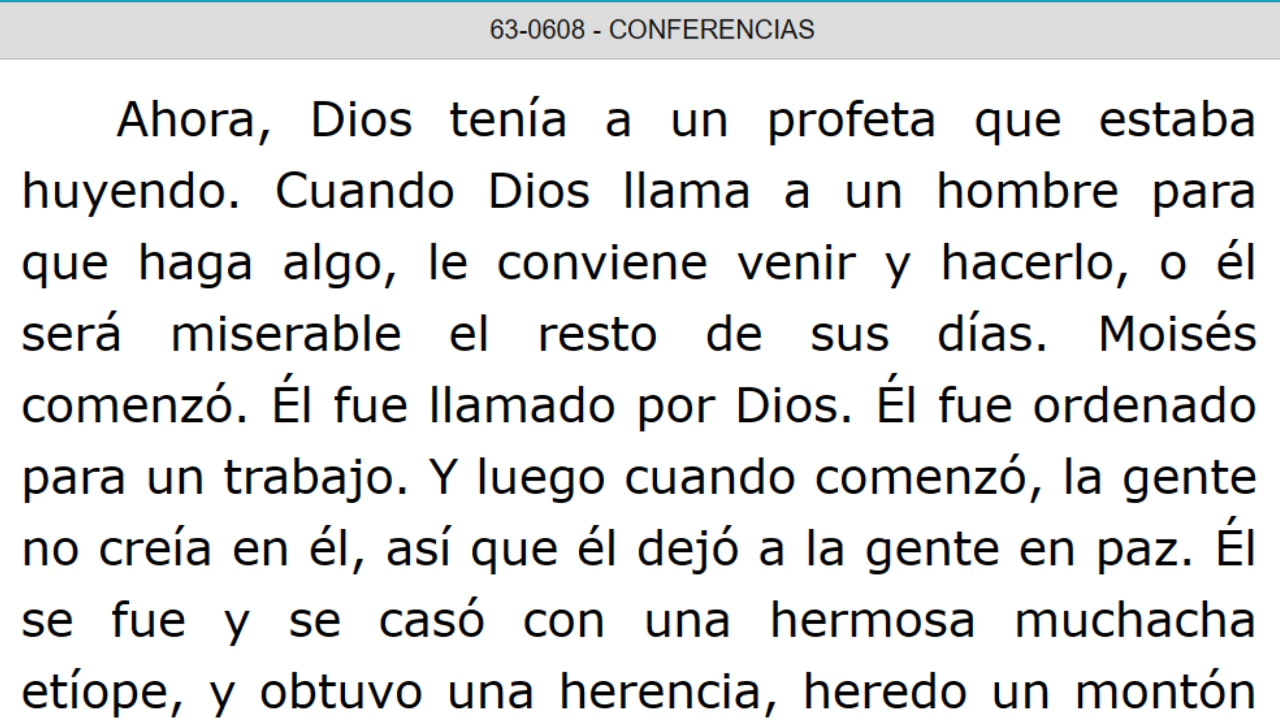 63-0608 - CONFERENCIAS
Ahora, Dios tenía a un profeta que estaba
huyendo. Cuando Dios llama a un hombre para
que haga algo, le conviene venir y hacerlo, o él
será miserable el resto de sus días. Moisés
comenzó. Él fue llamado por Dios. Él fue ordenado
para un trabajo. Y luego cuando comenzó, la gente
no creía en él, así que él dejó a la gente en paz. Él
se fue y se casó con una hermosa muchacha
etíope, y obtuvo una herencia, heredo un montón